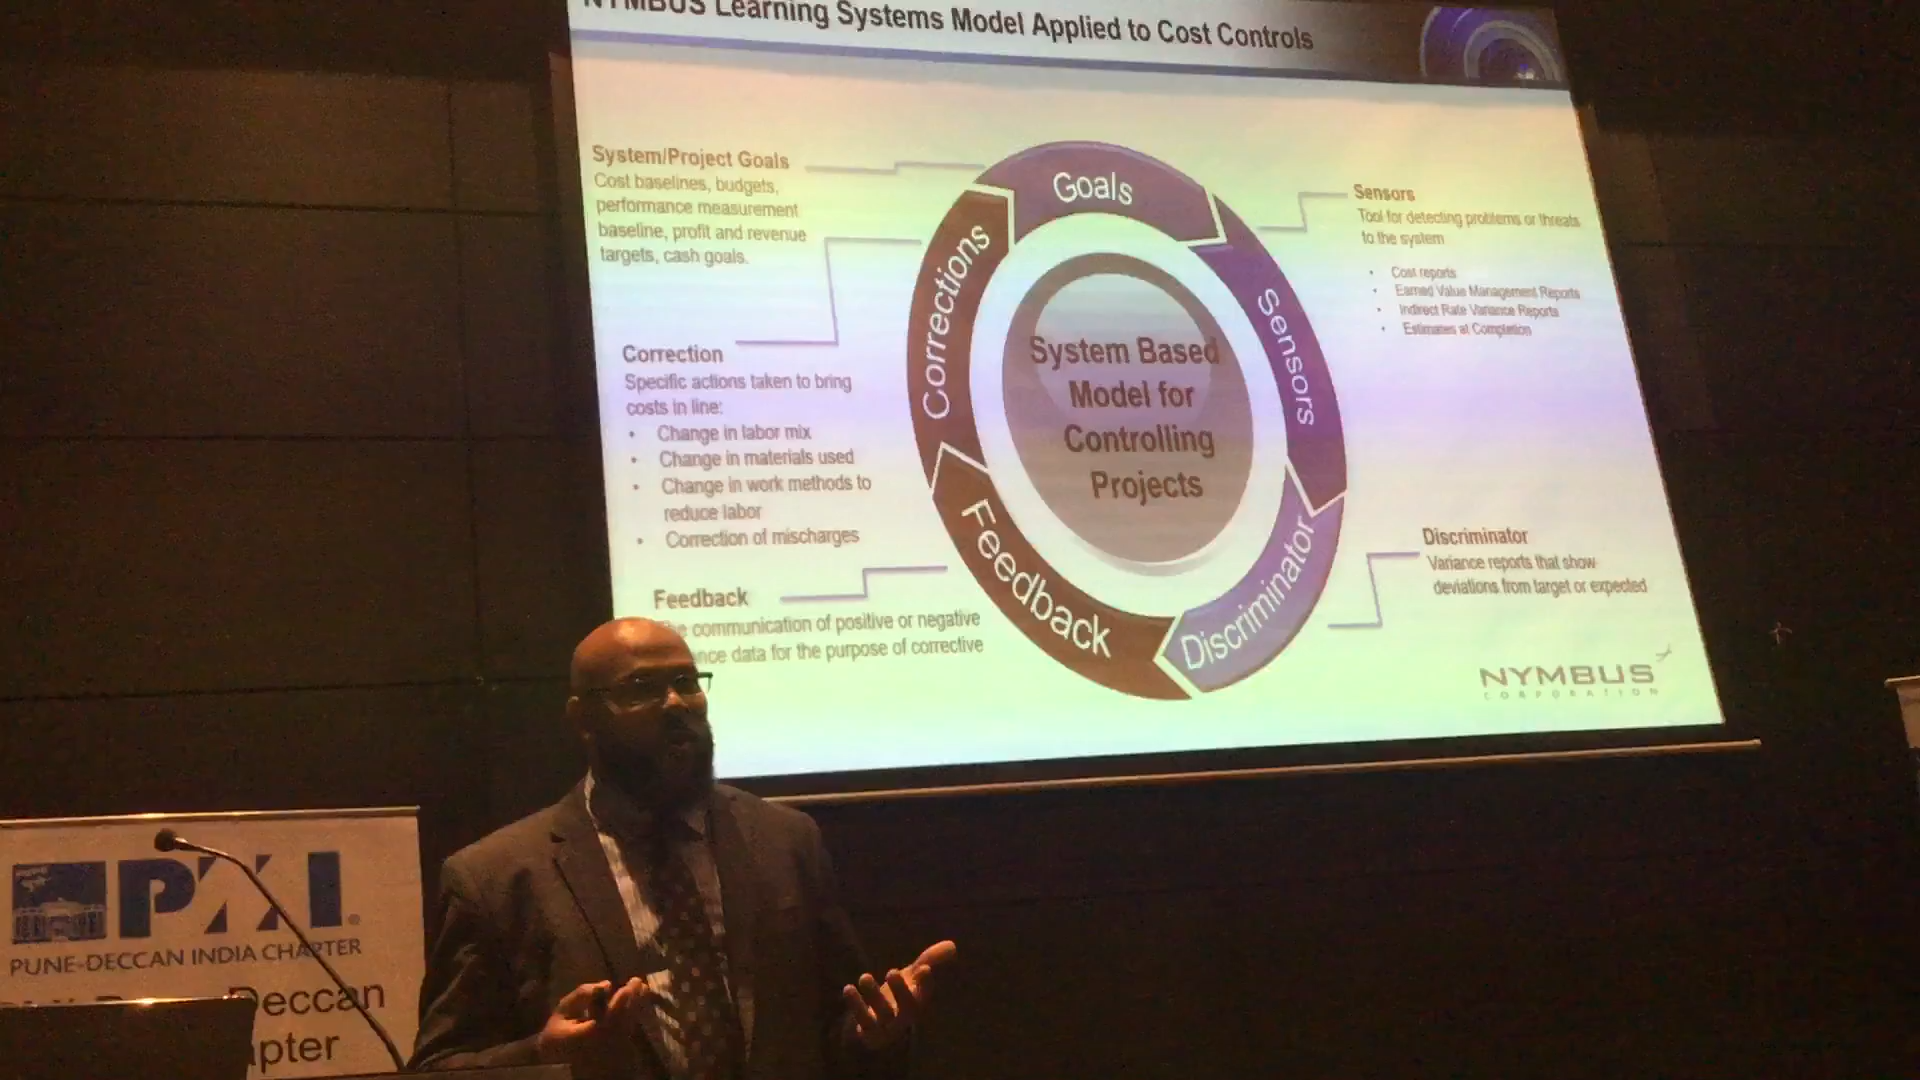 NYMBUS Learning Systems Model Applied to Cost Controls
System/Project Goals
Cost baselines, budgets,
performance measurement
baseline, profit and revenue
targets, cash goals.
Correction
Specific actions taken to bring
costs in line:
• Change in labor mix
• Change in materials used
• Change in work methods to
reduce labor
• Correction of mischarges
Feedback
communication of positive or negative
data for the purpose of corrective
Goals
Sensors
Discriminator
Feedback
Corrections
System Based
Model for
Controlling
Projects
Sensors
Tool for detecting problems or threats
to the system
• Cost reports
• Earned Value Management Reports
• Indirect Rate Variance Reports
• Estimates at Completion
Discriminator
Variance reports that show
deviations from target or expected
NYMBUS
CORPORATION
PMI®
PUNE-DECCAN INDIA CHAPTER
Deccan